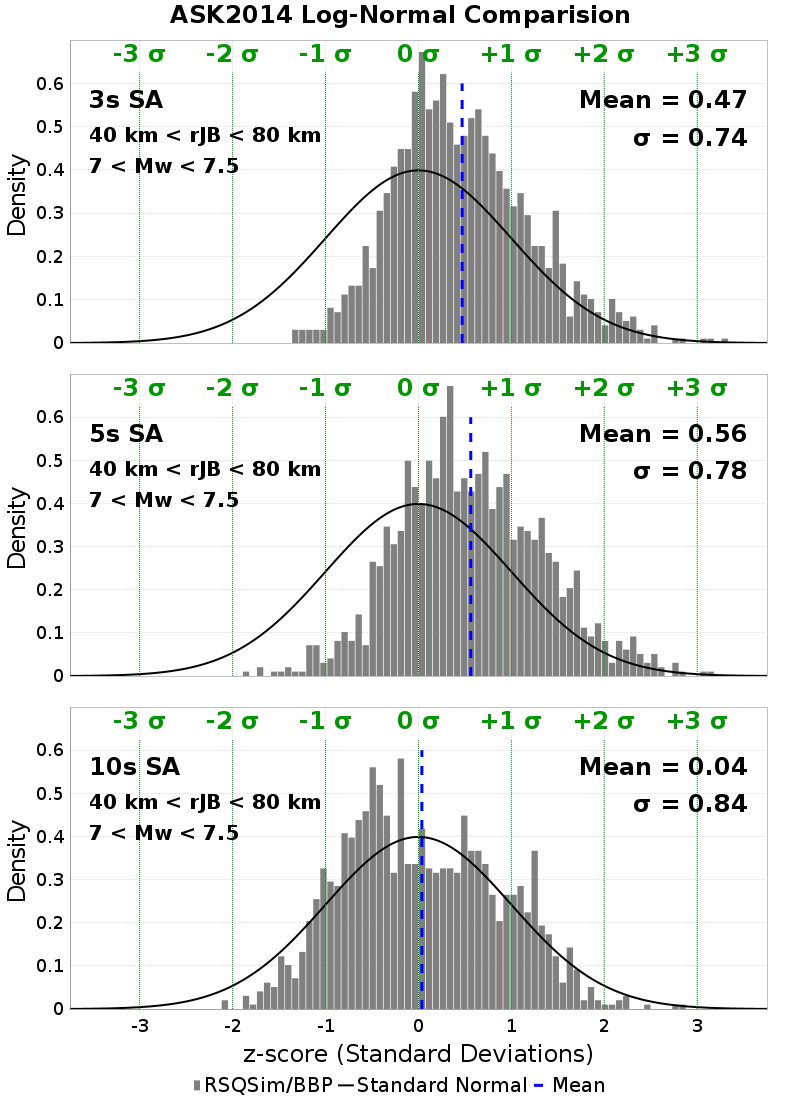 ASK2014 Log-Normal Comparision
-3 σ -2 σ -1 σ 0 σ +1 σ +2 σ +3 σ
3s SA
40 km < rJB < 80 km
7 < Mw < 7.5
Mean = 0.47
σ = 0.74
Density
0.6
0.5
0.4
0.3
0.2
0.1
0
-3 σ -2 σ -1 σ 0 σ +1 σ +2 σ +3 σ
5s SA
40 km < rJB < 80 km
7 < Mw < 7.5
Mean = 0.56
σ = 0.78
Density
0.6
0.5
0.4
0.3
0.2
0.1
0
-3 σ -2 σ -1 σ 0 σ +1 σ +2 σ +3 σ
10s SA
40 km < rJB < 80 km
7 < Mw < 7.5
Mean = 0.04
σ = 0.84
Density
0.6
0.5
0.4
0.3
0.2
0.1
0
-3 -2 -1 0 1 2 3
z-score (Standard Deviations)
RSQSim/BBP Standard Normal Mean